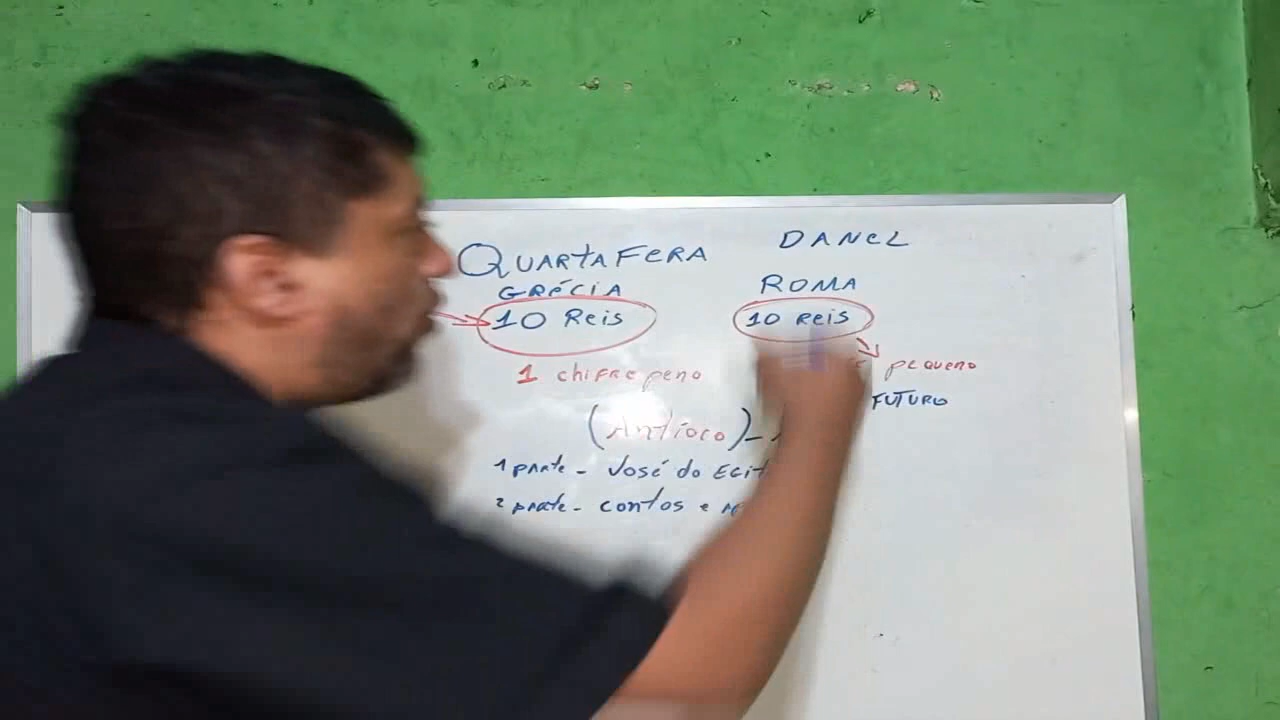 QUARTA FERA
DANEL
GRÉCIA
ROMA
10 Reis
10 reis
1 chifre peno
pequeno
(Antíoco) -
FUTURO
1 parte - José do
2 parte - contos e